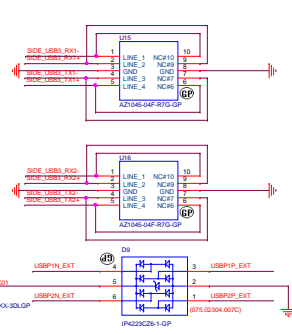 U15
SIDE_USB3_RX1- 1 LINE_1 NC#10 10
SIDE_USB3_RX1+ 2 LINE_2 NC#9 9
3 GND GND 8
SIDE_USB3_TX1- 4 LINE_3 NC#7 7
SIDE_USB3_TX1+ 5 LINE_4 NC#6 6
GP
AZ1045-04F-R7G-GP
U16
SIDE_USB3_RX2- 1 LINE_1 NC#10 10
SIDE_USB3_RX2+ 2 LINE_2 NC#9 9
3 GND GND 8
SIDE_USB3_TX2- 4 LINE_3 NC#7 7
SIDE_USB3_TX2+ 5 LINE_4 NC#6 6
GP
AZ1045-04F-R7G-GP
D9
GP
USBP1N_EXT 4 3 USBP1P_EXT
5 2
USBP2N_EXT 6 1 USBP2P_EXT
XX-3DLGP (075.02304.007C)
IP4223CZ6-1-GP